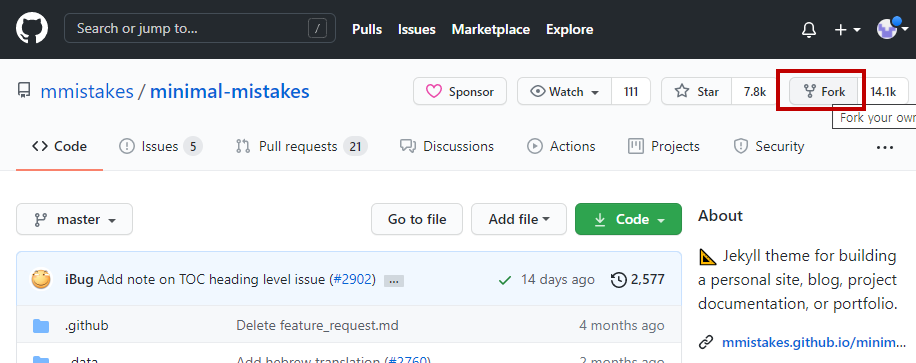 Search or jump to... / Pulls Issues Marketplace Explore
mmistakes / minimal-mistakes Sponsor Watch 111 Star 7.8k Fork 14.1k
Fork your own
Code Issues 5 Pull requests 21 Discussions Actions Projects Security ...
master Go to file Add file Code
About
iBug Add note on TOC heading level issue (#2902) ... 14 days ago 2,577
Jekyll theme for building
a personal site, blog, project
documentation, or portfolio.
.github Delete feature_request.md 4 months ago
mmistakes.github.io/minim...
_data Add hebrew translation (#2760) 2 months ago